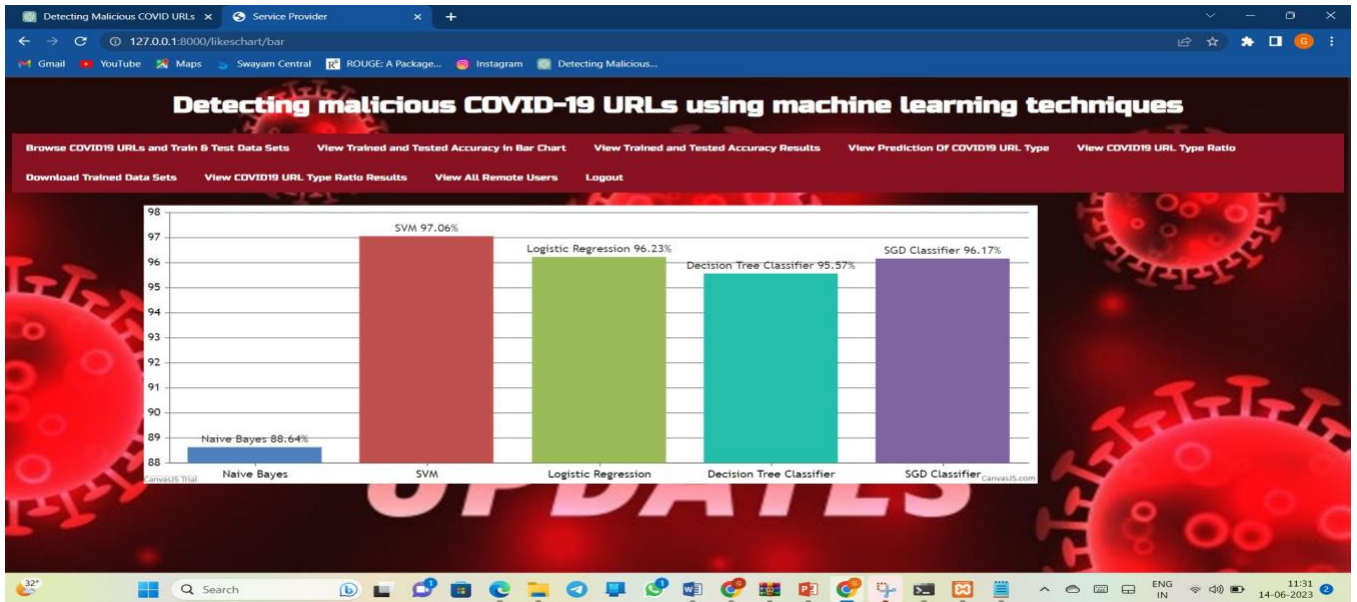 Detecting Malicious COVID URLs
Service Provider
127.0.0.1:8000/likeschart/bar
G
Gmail YouTube Maps Swayam Central ROUGE: A Package... Instagram Detecting Malicious...
Detecting malicious COVID-19 URLs using machine learning techniques
Browse COVID19 URLs and Train & Test Data Sets View Trained and Tested Accuracy in Bar Chart View Trained and Tested Accuracy Results View Prediction Of COVID19 URL Type View COVID19 URL Type Ratio
Download Trained Data Sets View COVID19 URL Type Ratio Results View All Remote Users Logout
98
97
96
95
94
93
92
91
90
89
88
Naive Bayes 88.64%
SVM 97.06%
Logistic Regression 96.23%
Decision Tree Classifier 95.57%
SGD Classifier 96.17%
Naive Bayes SVM Logistic Regression Decision Tree Classifier SGD Classifier
CanvasJS Trial
CanvasJS.com
UPDATES
32°
Search
ENG
IN
11:31
14-06-2023
2